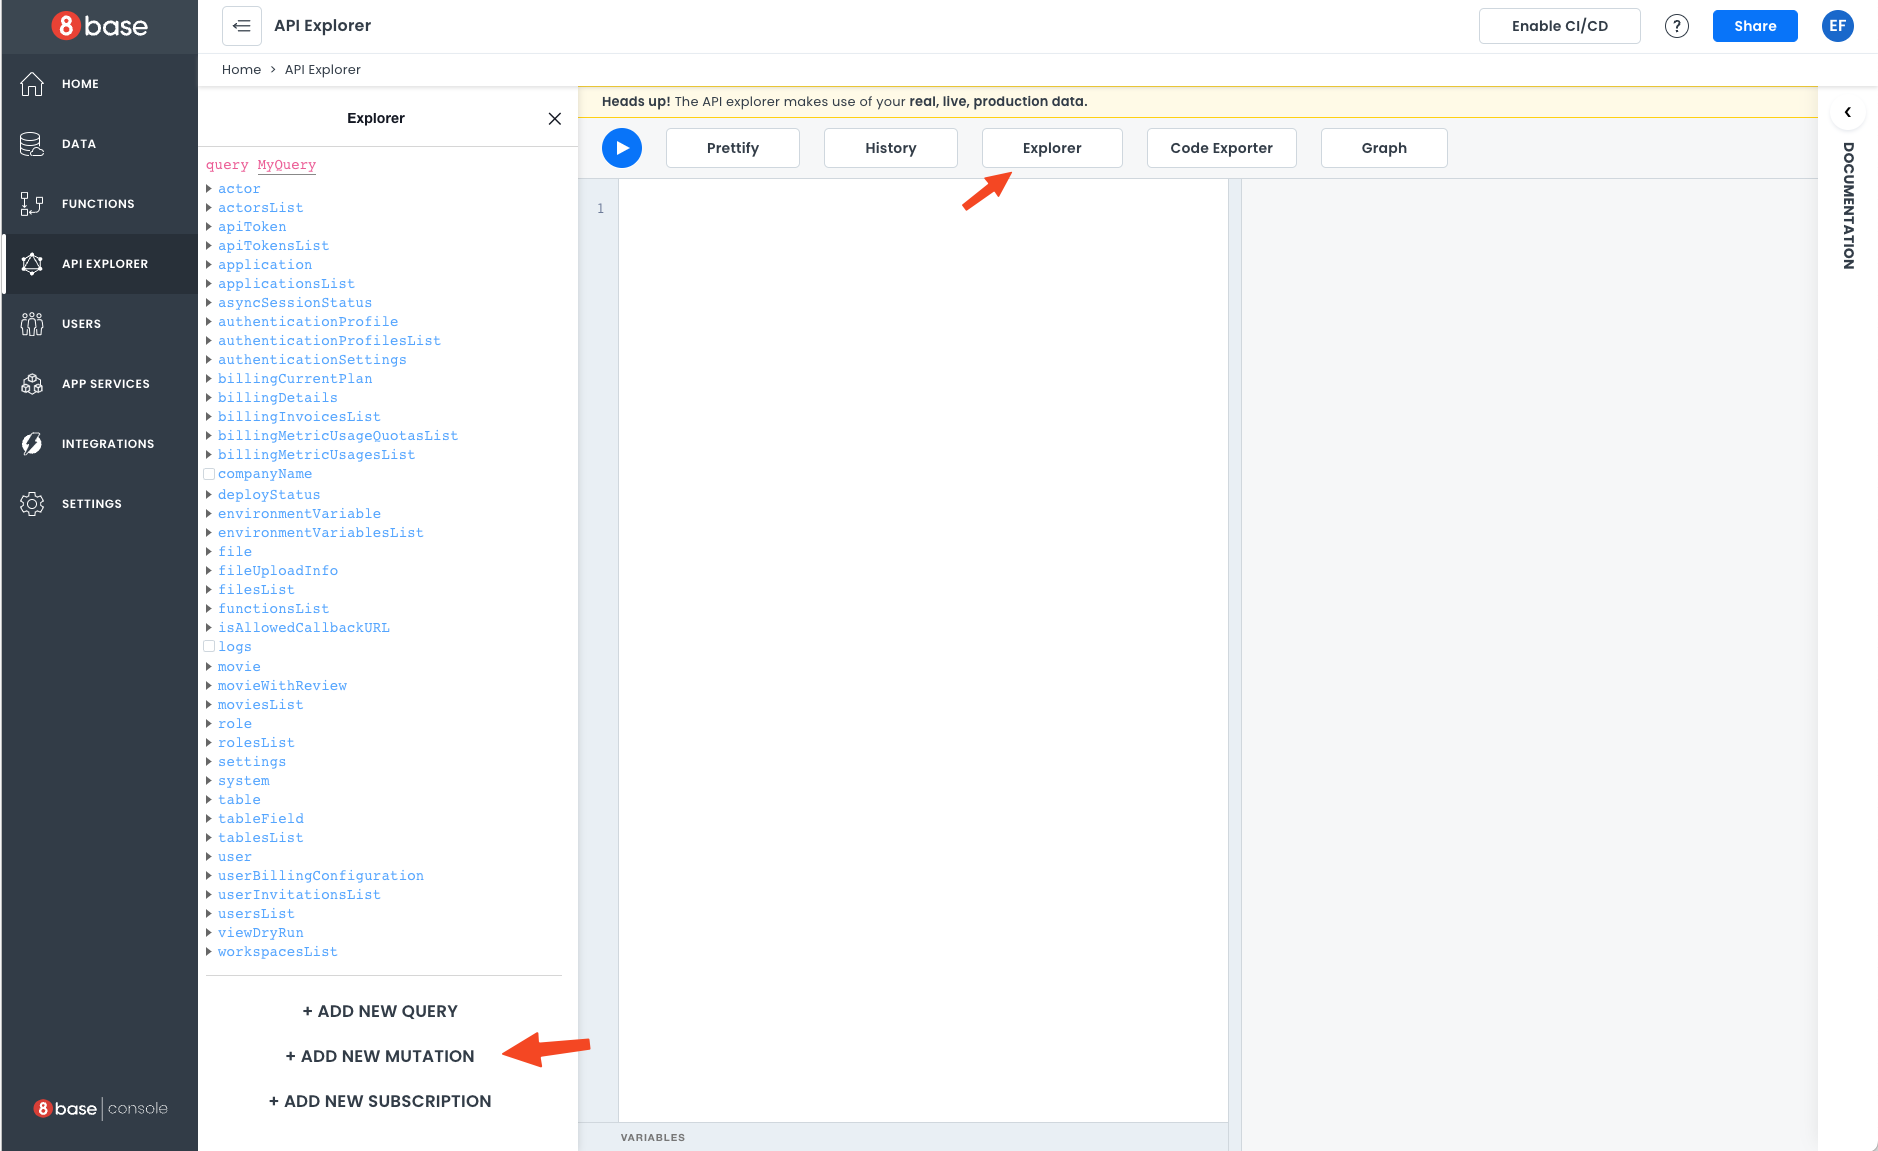 8base
API Explorer
Enable CI/CD
?
Share
EF
HOME
DATA
FUNCTIONS
API EXPLORER
USERS
APP SERVICES
INTEGRATIONS
SETTINGS
8base console
Home > API Explorer
Explorer
query MyQuery
actor
actorsList
apiToken
apiTokensList
application
applicationsList
asyncSessionStatus
authenticationProfile
authenticationProfilesList
authenticationSettings
billingCurrentPlan
billingDetails
billingInvoicesList
billingMetricUsageQuotasList
billingMetricUsagesList
companyName
deployStatus
environmentVariable
environmentVariablesList
file
fileUploadInfo
filesList
functionsList
isAllowedCallbackURL
logs
movie
movieWithReview
moviesList
role
rolesList
settings
system
table
tableField
tablesList
user
userBillingConfiguration
userInvitationsList
usersList
viewDryRun
workspacesList
+ ADD NEW QUERY
+ ADD NEW MUTATION
+ ADD NEW SUBSCRIPTION
Heads up! The API explorer makes use of your real, live, production data.
Prettify
History
Explorer
Code Exporter
Graph
1
VARIABLES
DOCUMENTATION